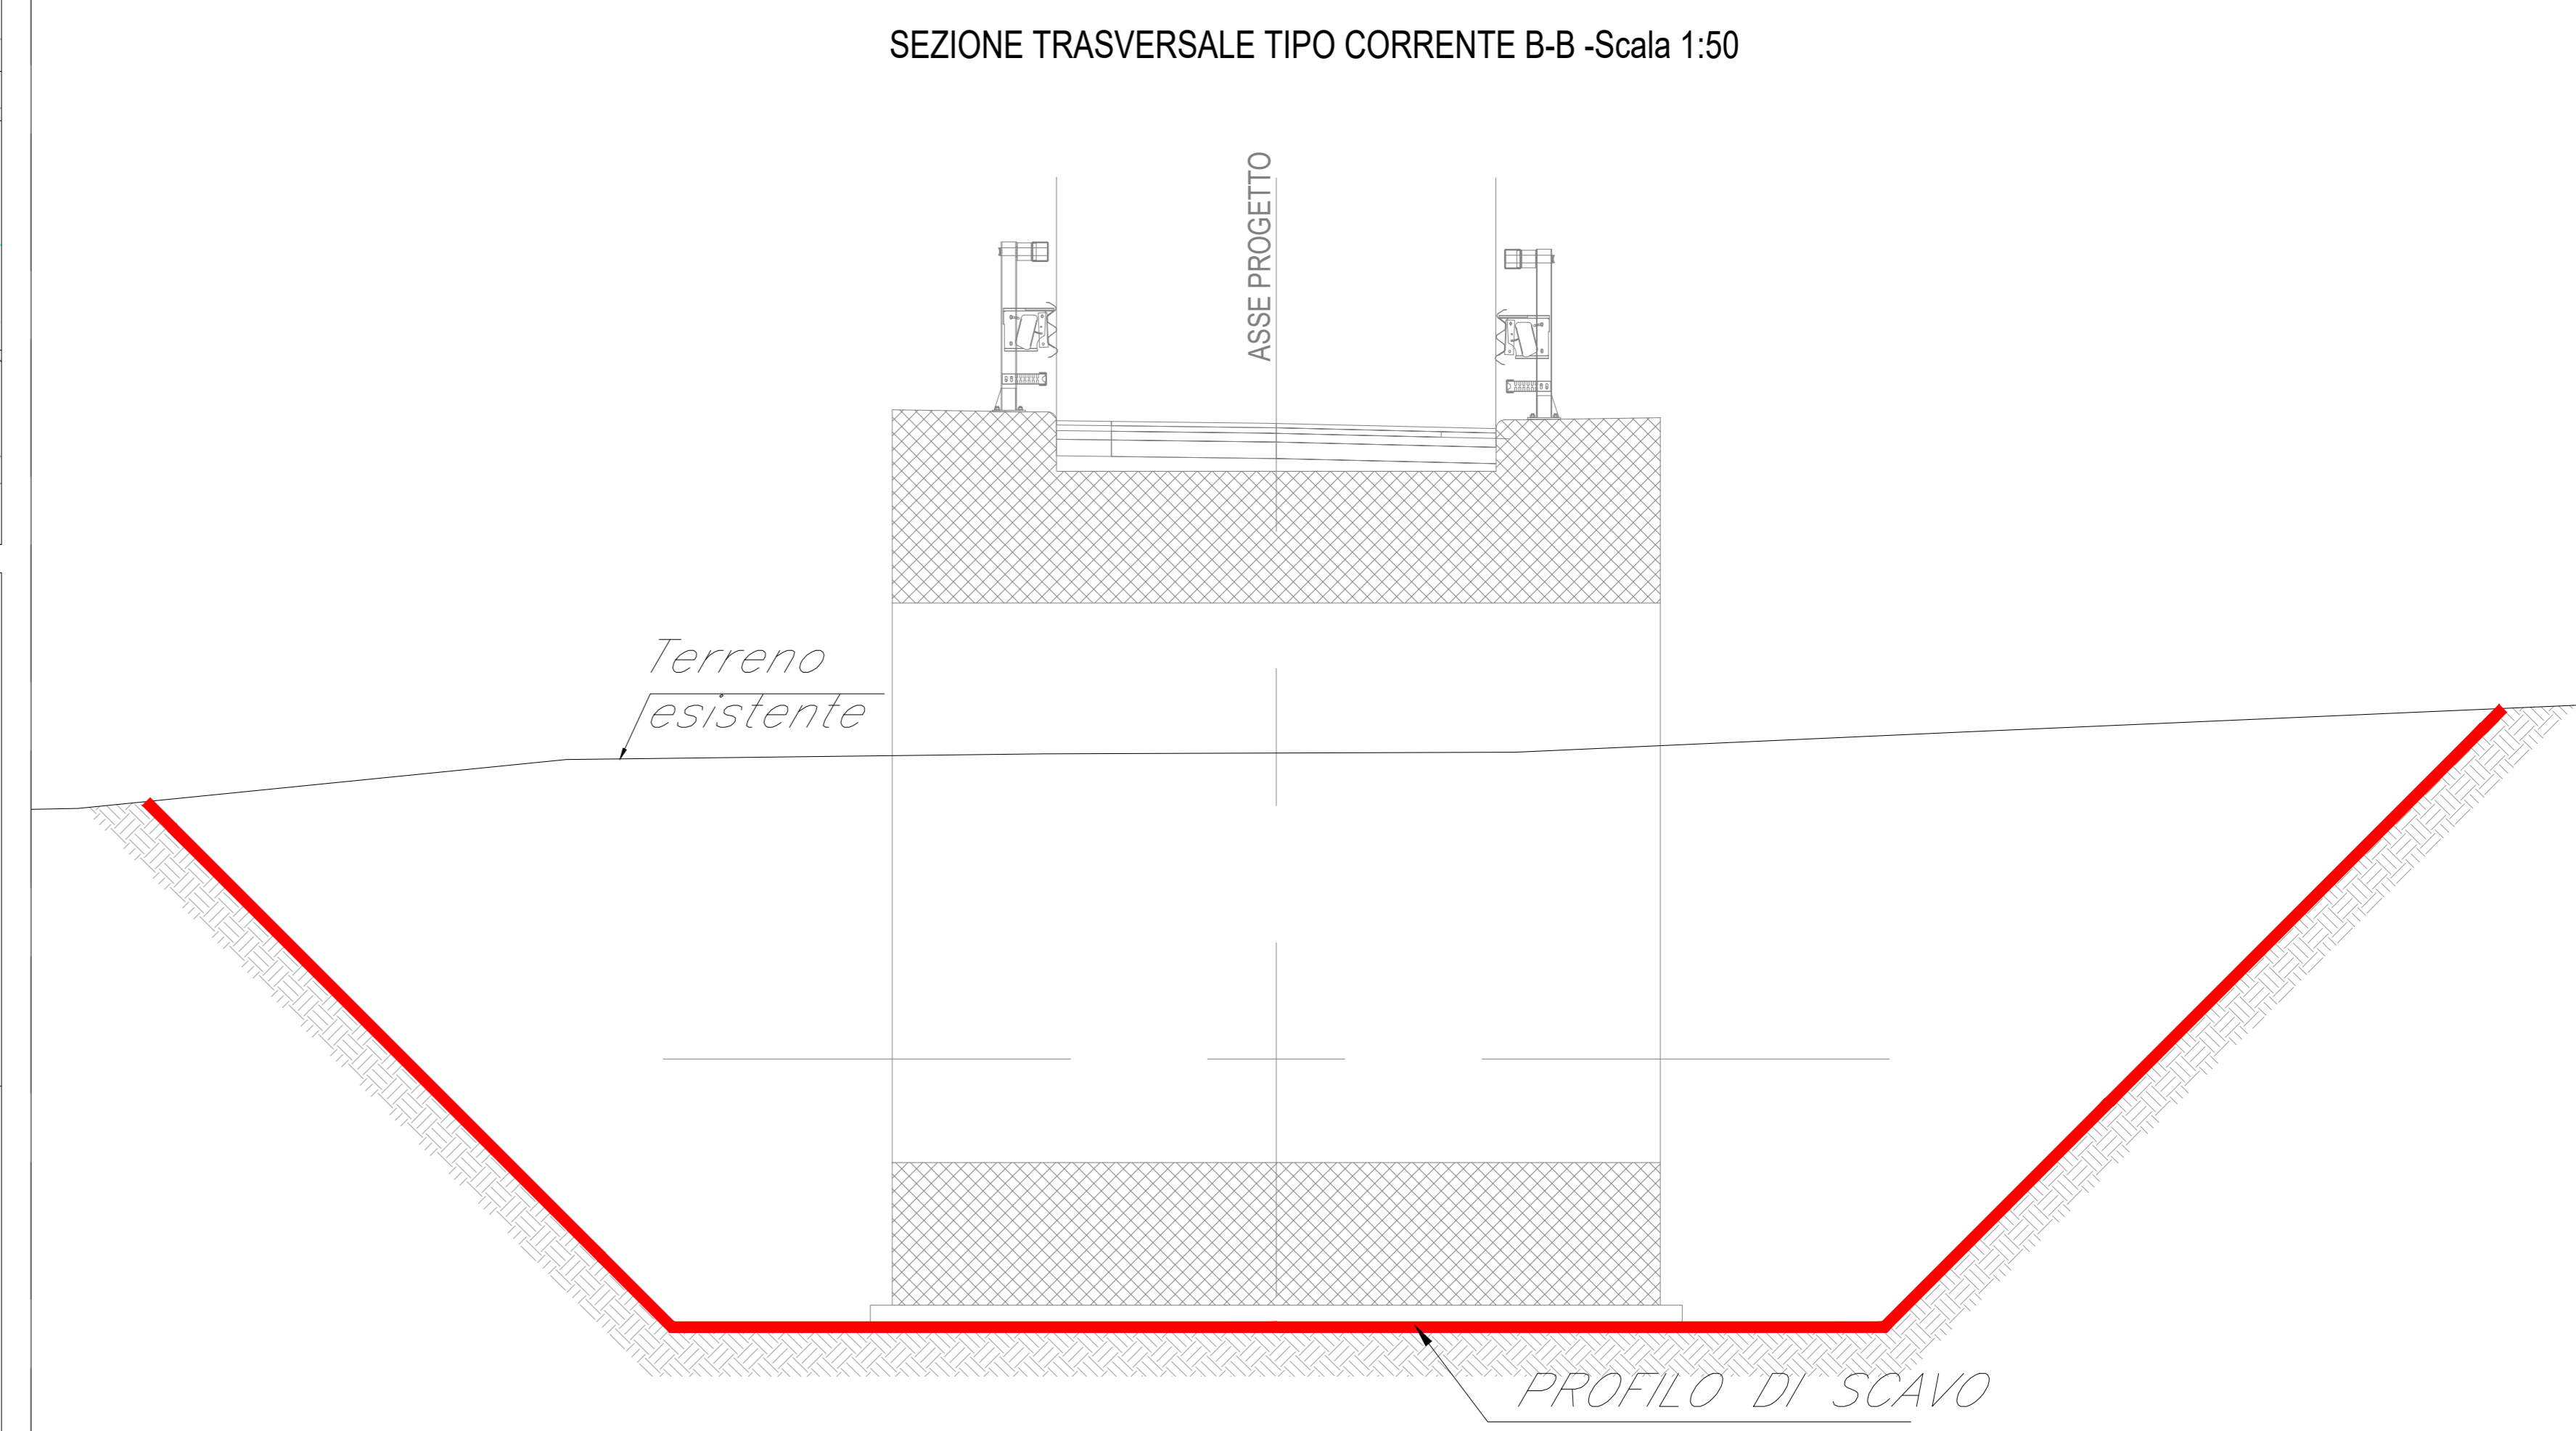 SEZIONE TRASVERSALE TIPO CORRENTE B-B -Scala 1:50
ASSE PROGETTO
Terreno
esistente
PROFILO DI SCAVO